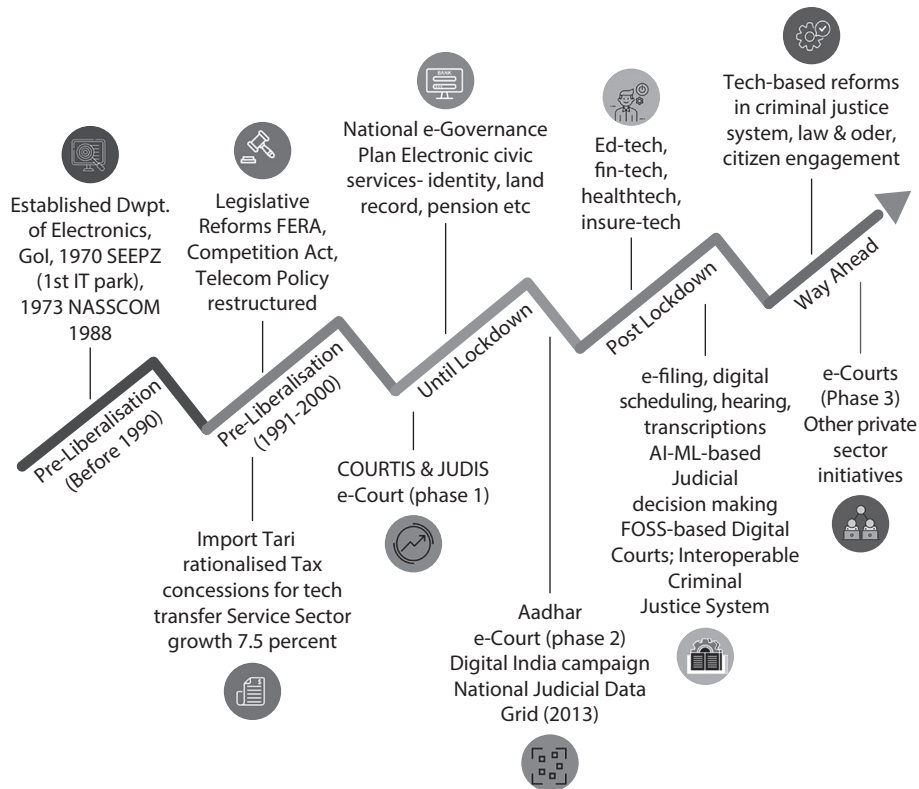 Established Dwpt.
of Electronics,
GoI, 1970 SEEPZ
(1st IT park),
1973 NASSCOM
1988
Pre-Liberalisation
(Before 1990)
Legislative
Reforms FERA,
Competition Act,
Telecom Policy
restructured
Pre-Liberalisation
(1991-2000)
Import Tari
rationalised Tax
concessions for tech
transfer Service Sector
growth 7.5 percent
BANK
National e-Governance
Plan Electronic civic
services- identity, land
record, pension etc
Until Lockdown
COURTIS & JUDIS
e-Court (phase 1)
Aadhar
e-Court (phase 2)
Digital India campaign
National Judicial Data
Grid (2013)
Ed-tech,
fin-tech,
healthtech,
insure-tech
Post Lockdown
e-filing, digital
scheduling, hearing,
transcriptions
AI-ML-based
Judicial
decision making
FOSS-based Digital
Courts; Interoperable
Criminal
Justice System
Tech-based reforms
in criminal justice
system, law & oder,
citizen engagement
Way Ahead
e-Courts
(Phase 3)
Other private
sector
initiatives